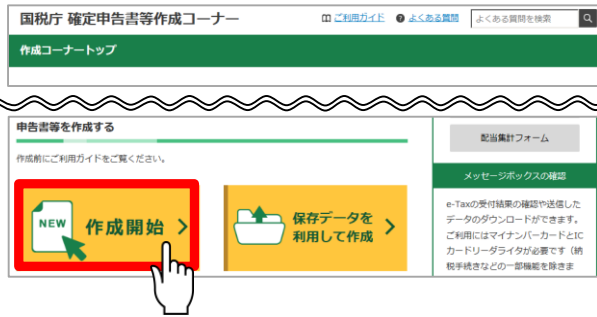 国税庁 確定申告書等作成コーナー
ご利用ガイド
よくある質問
よくある質問を検索
作成コーナートップ
申告書等を作成する
作成前にご利用ガイドをご覧ください。
NEW
作成開始
保存データを
利用して作成
配当集計フォーム
メッセージボックスの確認
e-Taxの受付結果の確認や送信した
データのダウンロードができます。
ご利用にはマイナンバーカードとIC
カードリーダライタが必要です（納
税手続きなどの一部機能を除きま